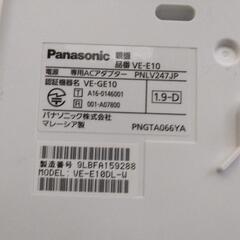 Panasonic 親機
品番 VE-E10
電源 専用ACアダプター PNLV247JP
認証機器名 VE-GE10
T A16-0146001
R 001-A07800
1.9-D
パナソニック株式会社
マレーシア製
PNGTA066YA
製造番号 9LBFA159288
MODEL: VE-E10DL-W